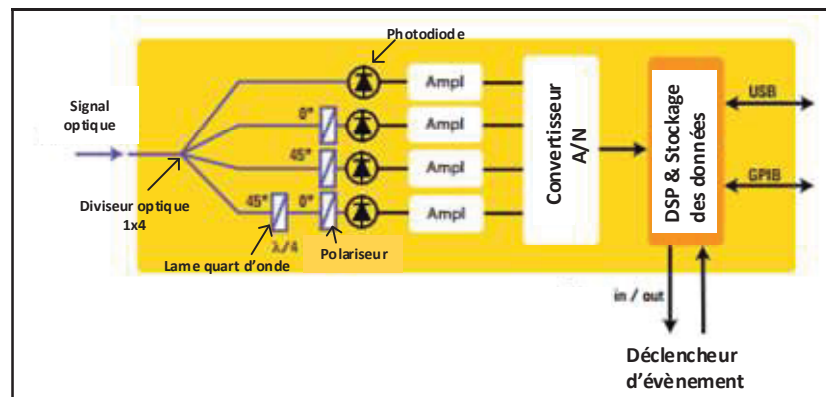 Photodiode
Signal
optique
Ampl
Ampl
Ampl
Ampl
0°
45°
45°
0°
Diviseur optique
1x4
λ/4
Lame quart d'onde
Polariseur
Convertisseur
A/N
DSP & Stockage
des données
USB
GPIB
in / out
Déclencheur
d'évènement